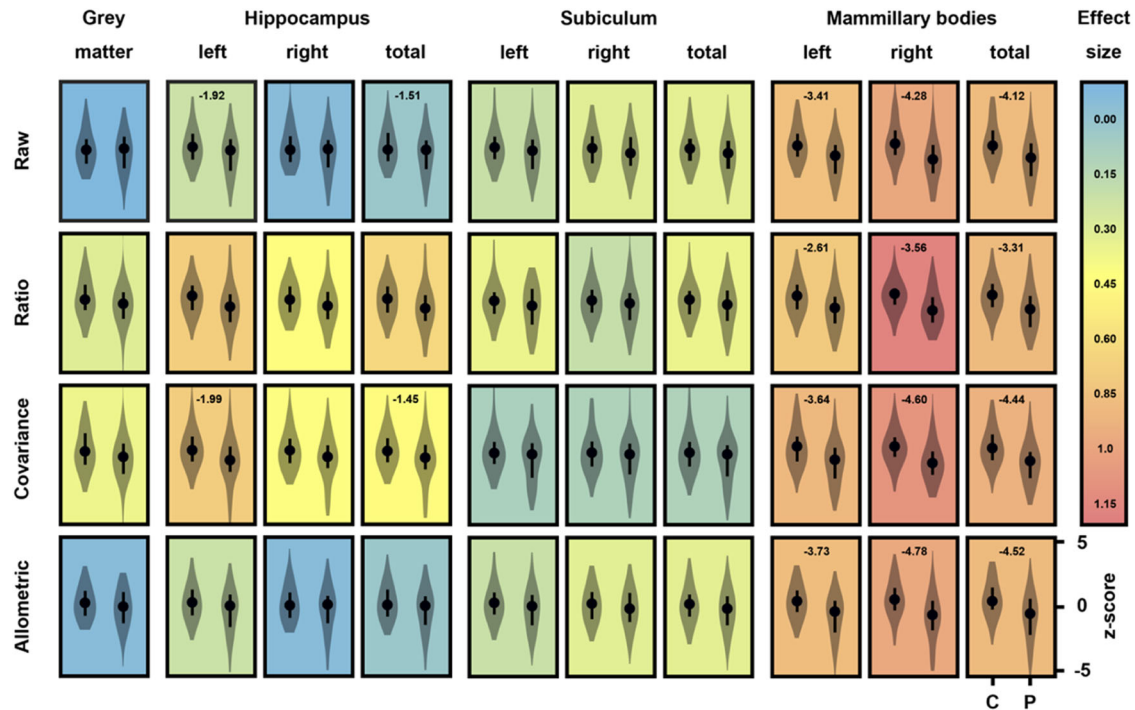 Grey Hippocampus Subiculum Mammillary bodies Effect
matter left right total left right total left right total size
Raw -1.92 -1.51 -3.41 -4.28 -4.12
Ratio -2.61 -3.56 -3.31
Covariance -1.99 -1.45 -3.64 -4.60 -4.44
Allometric -3.73 -4.78 -4.52
0.00
0.15
0.30
0.45
0.60
0.85
1.0
1.15
5
0
-5
z-score
C P